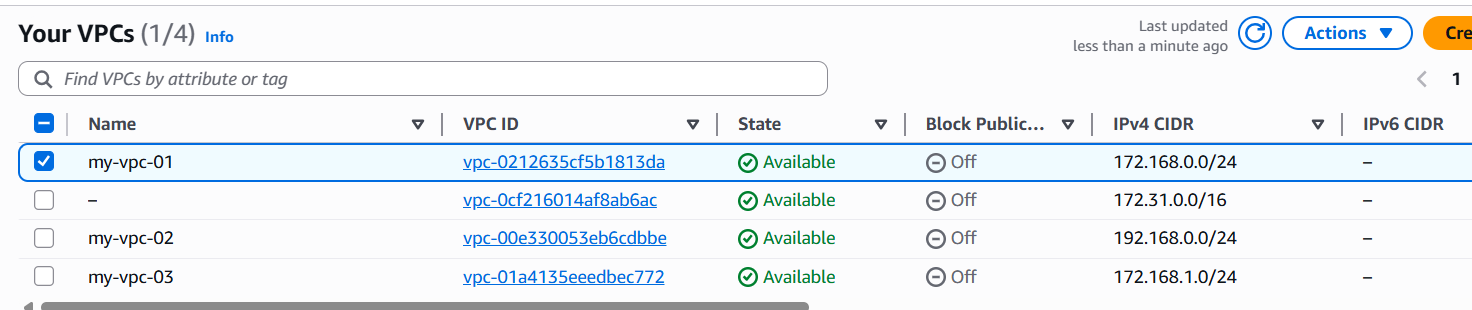 Your VPCs (1/4) Info
Last updated
less than a minute ago
Actions
Cre
Find VPCs by attribute or tag
1
Name VPC ID State Block Public... IPv4 CIDR IPv6 CIDR
my-vpc-01 vpc-0212635cf5b1813da Available Off 172.168.0.0/24 –
– vpc-0cf216014af8ab6ac Available Off 172.31.0.0/16 –
my-vpc-02 vpc-00e330053eb6cdbbe Available Off 192.168.0.0/24 –
my-vpc-03 vpc-01a4135eeedbec772 Available Off 172.168.1.0/24 –